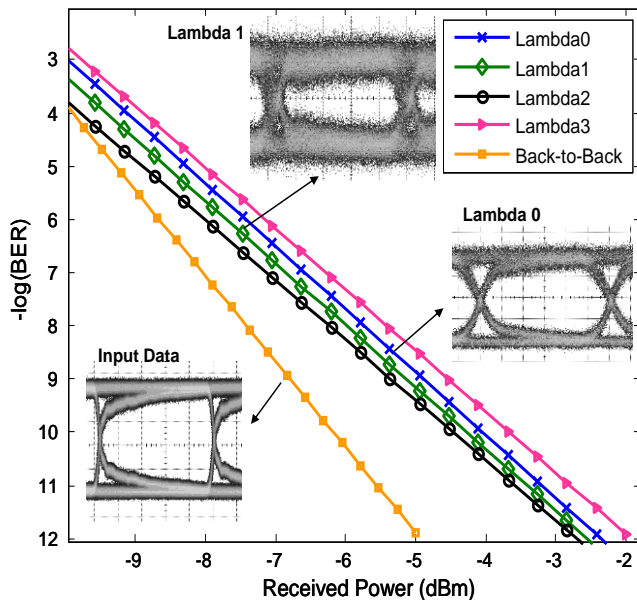 Lambda 1
Lambda0
Lambda1
Lambda2
Lambda3
Back-to-Back
Lambda 0
Input Data
3
4
5
6
7
8
9
10
11
12
-log(BER)
-9
-8
-7
-6
-5
-4
-3
-2
Received Power (dBm)